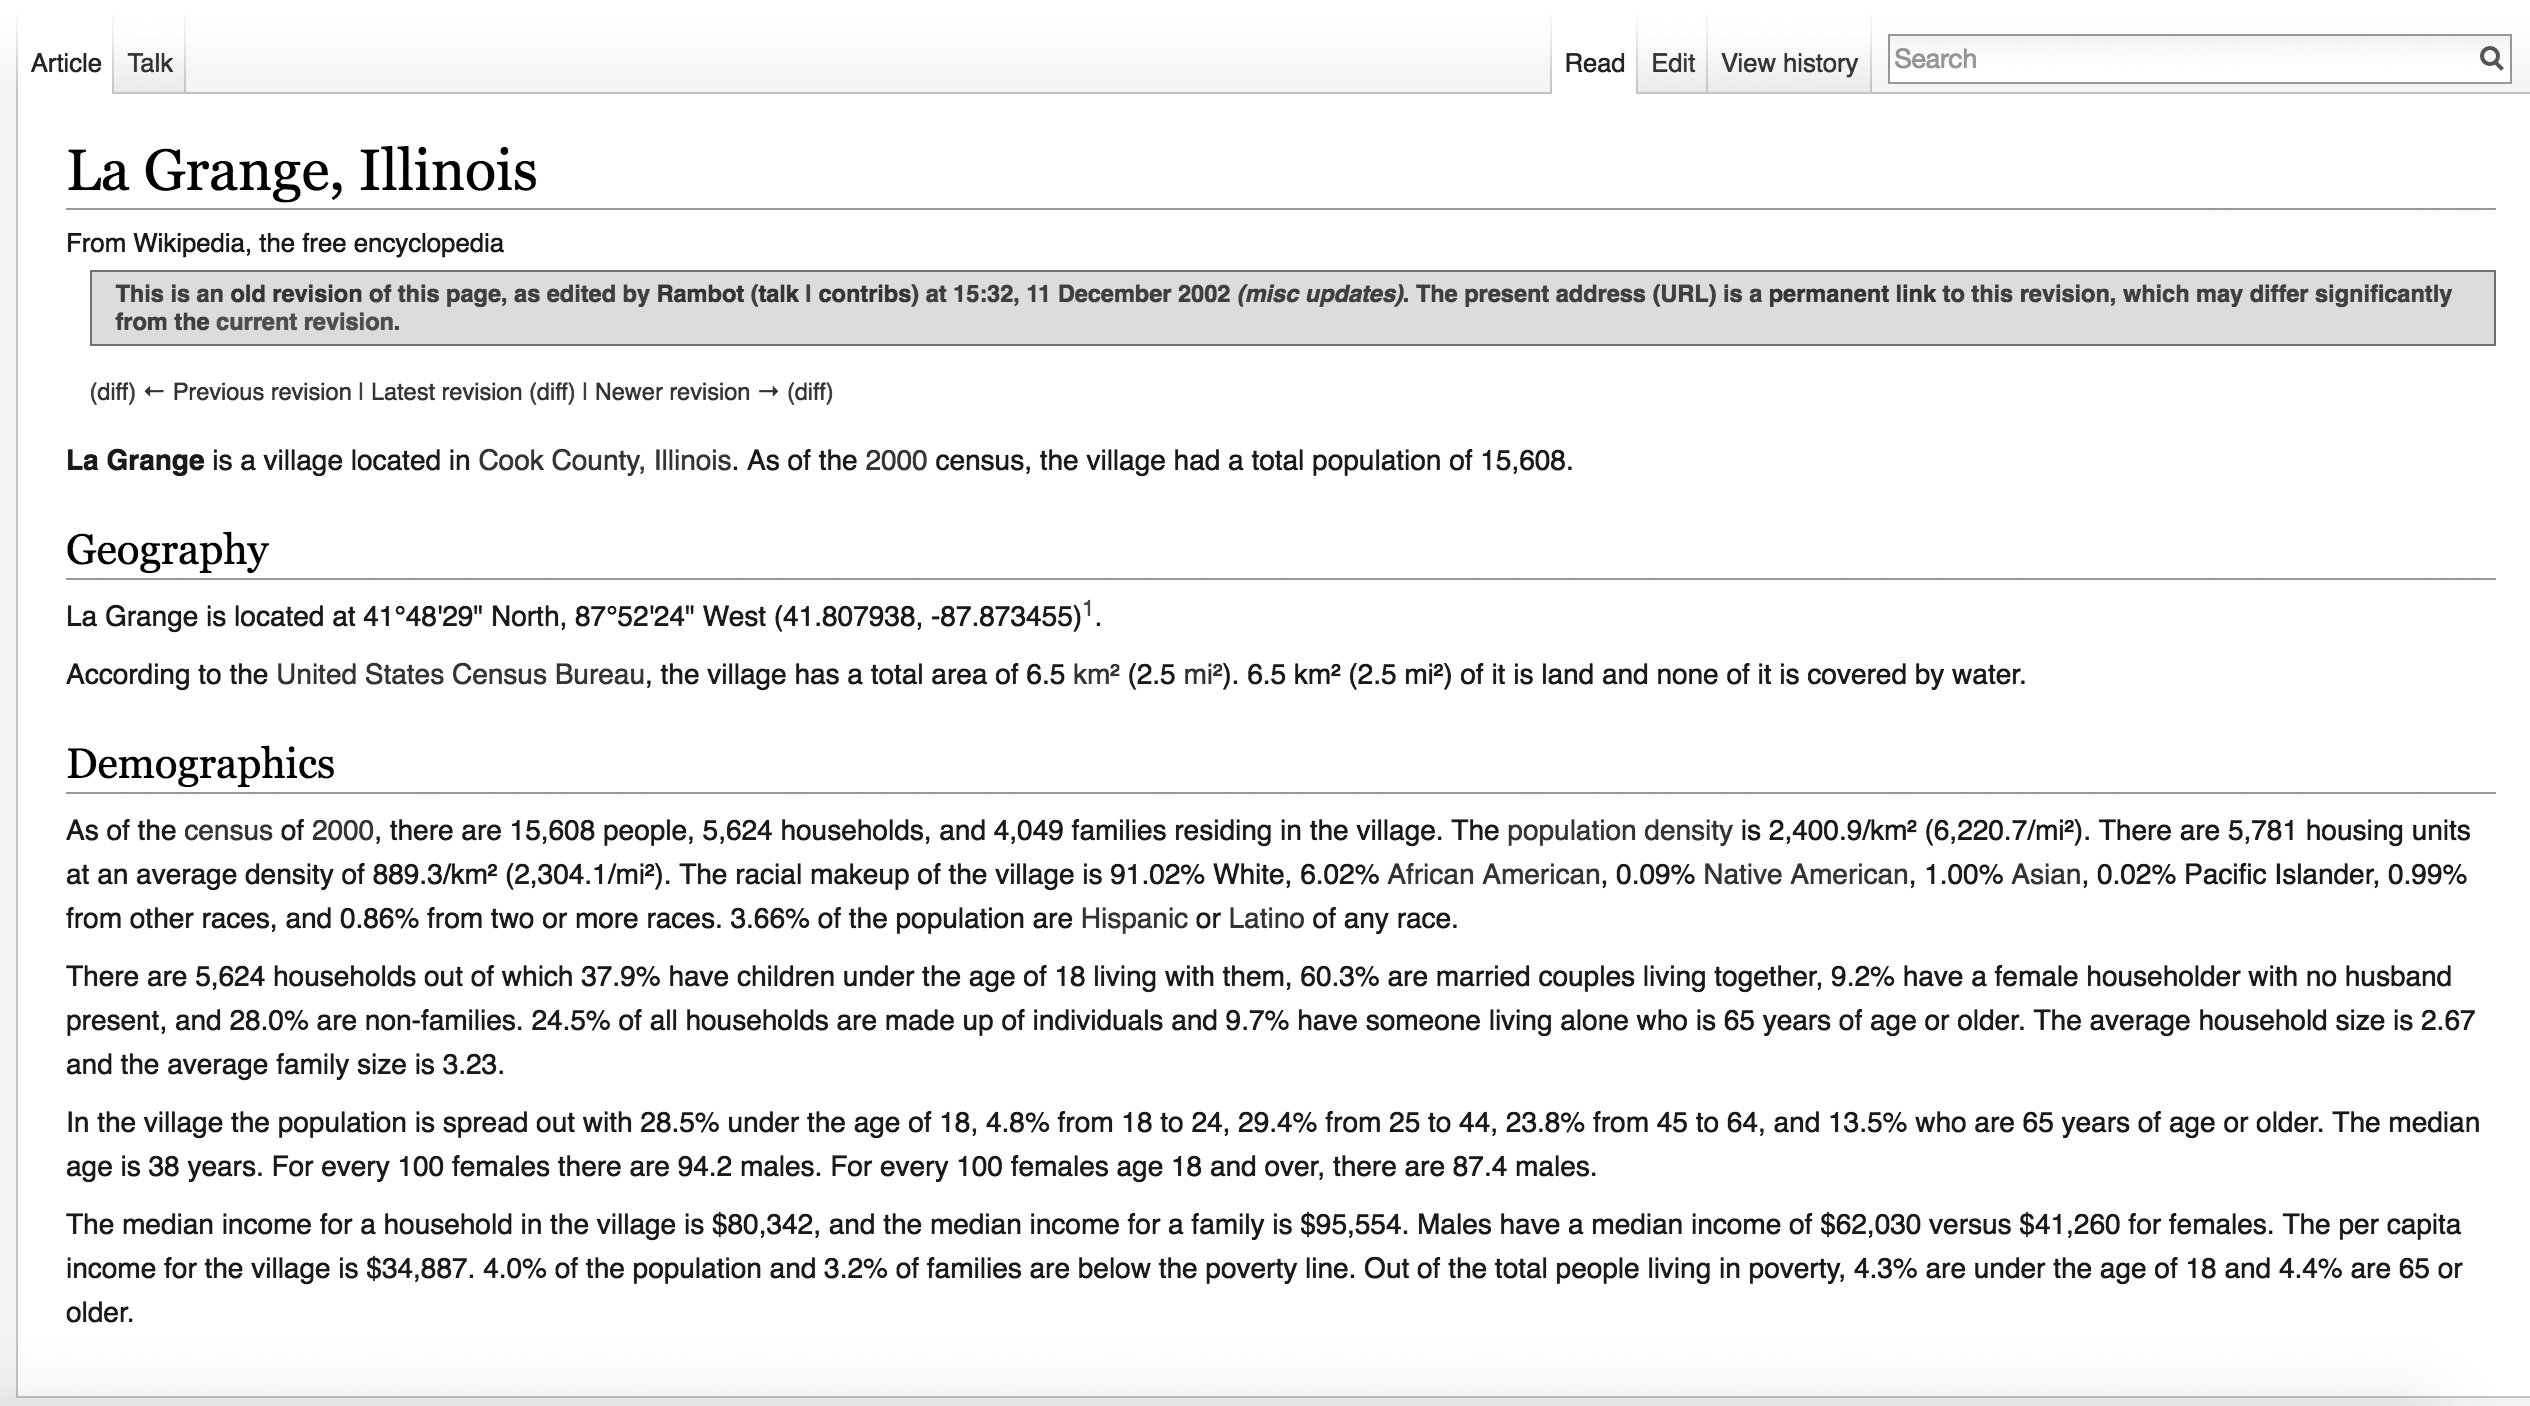 Article Talk Read Edit View history Search
La Grange, Illinois
From Wikipedia, the free encyclopedia
This is an old revision of this page, as edited by Rambot (talk | contribs) at 15:32, 11 December 2002 (misc updates). The present address (URL) is a permanent link to this revision, which may differ significantly
from the current revision.
(diff) ← Previous revision | Latest revision (diff) | Newer revision → (diff)
La Grange is a village located in Cook County, Illinois. As of the 2000 census, the village had a total population of 15,608.
Geography
La Grange is located at 41°48'29" North, 87°52'24" West (41.807938, -87.873455)¹.
According to the United States Census Bureau, the village has a total area of 6.5 km² (2.5 mi²). 6.5 km² (2.5 mi²) of it is land and none of it is covered by water.
Demographics
As of the census of 2000, there are 15,608 people, 5,624 households, and 4,049 families residing in the village. The population density is 2,400.9/km² (6,220.7/mi²). There are 5,781 housing units
at an average density of 889.3/km² (2,304.1/mi²). The racial makeup of the village is 91.02% White, 6.02% African American, 0.09% Native American, 1.00% Asian, 0.02% Pacific Islander, 0.99%
from other races, and 0.86% from two or more races. 3.66% of the population are Hispanic or Latino of any race.
There are 5,624 households out of which 37.9% have children under the age of 18 living with them, 60.3% are married couples living together, 9.2% have a female householder with no husband
present, and 28.0% are non-families. 24.5% of all households are made up of individuals and 9.7% have someone living alone who is 65 years of age or older. The average household size is 2.67
and the average family size is 3.23.
In the village the population is spread out with 28.5% under the age of 18, 4.8% from 18 to 24, 29.4% from 25 to 44, 23.8% from 45 to 64, and 13.5% who are 65 years of age or older. The median
age is 38 years. For every 100 females there are 94.2 males. For every 100 females age 18 and over, there are 87.4 males.
The median income for a household in the village is $80,342, and the median income for a family is $95,554. Males have a median income of $62,030 versus $41,260 for females. The per capita
income for the village is $34,887. 4.0% of the population and 3.2% of families are below the poverty line. Out of the total people living in poverty, 4.3% are under the age of 18 and 4.4% are 65 or
older.